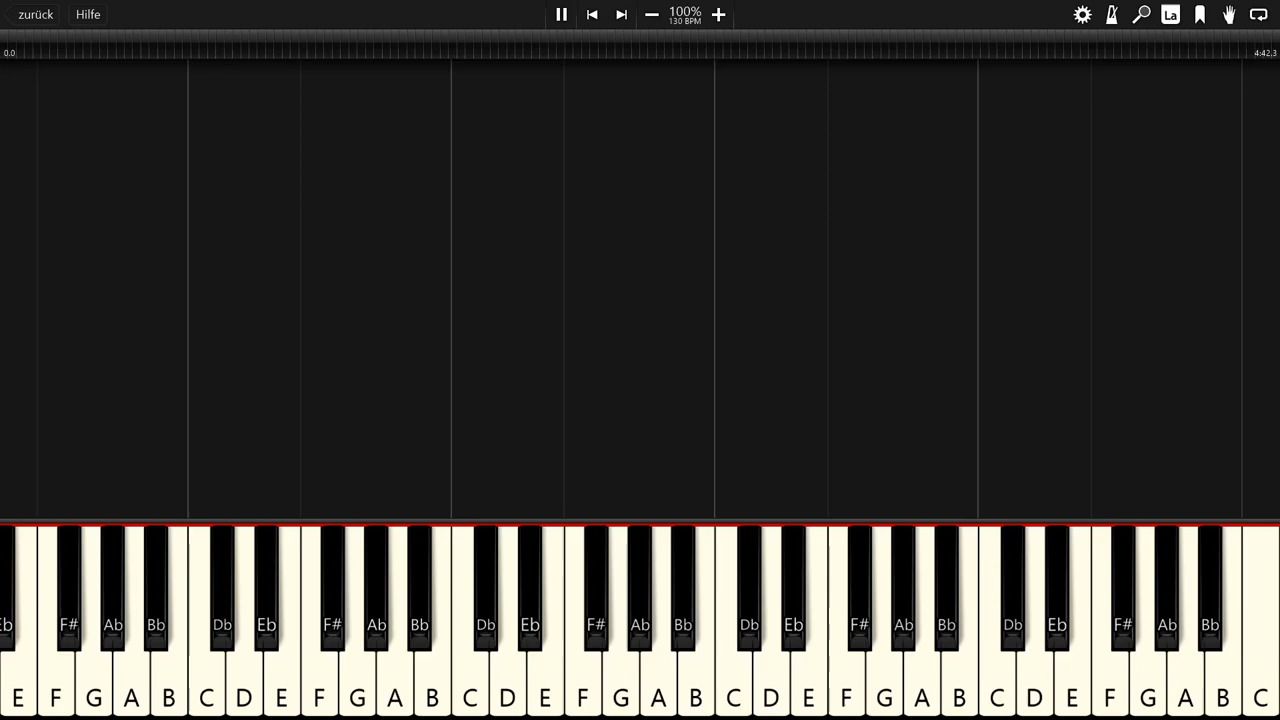 zurück Hilfe 100% La
130 BPM
0,0 4:42,3
Eb F# Ab Bb Db Eb F# Ab Bb Db Eb F# Ab Bb Db Eb F# Ab Bb Db Eb F# Ab Bb
E F G A B C D E F G A B C D E F G A B C D E F G A B C D E F G A B C